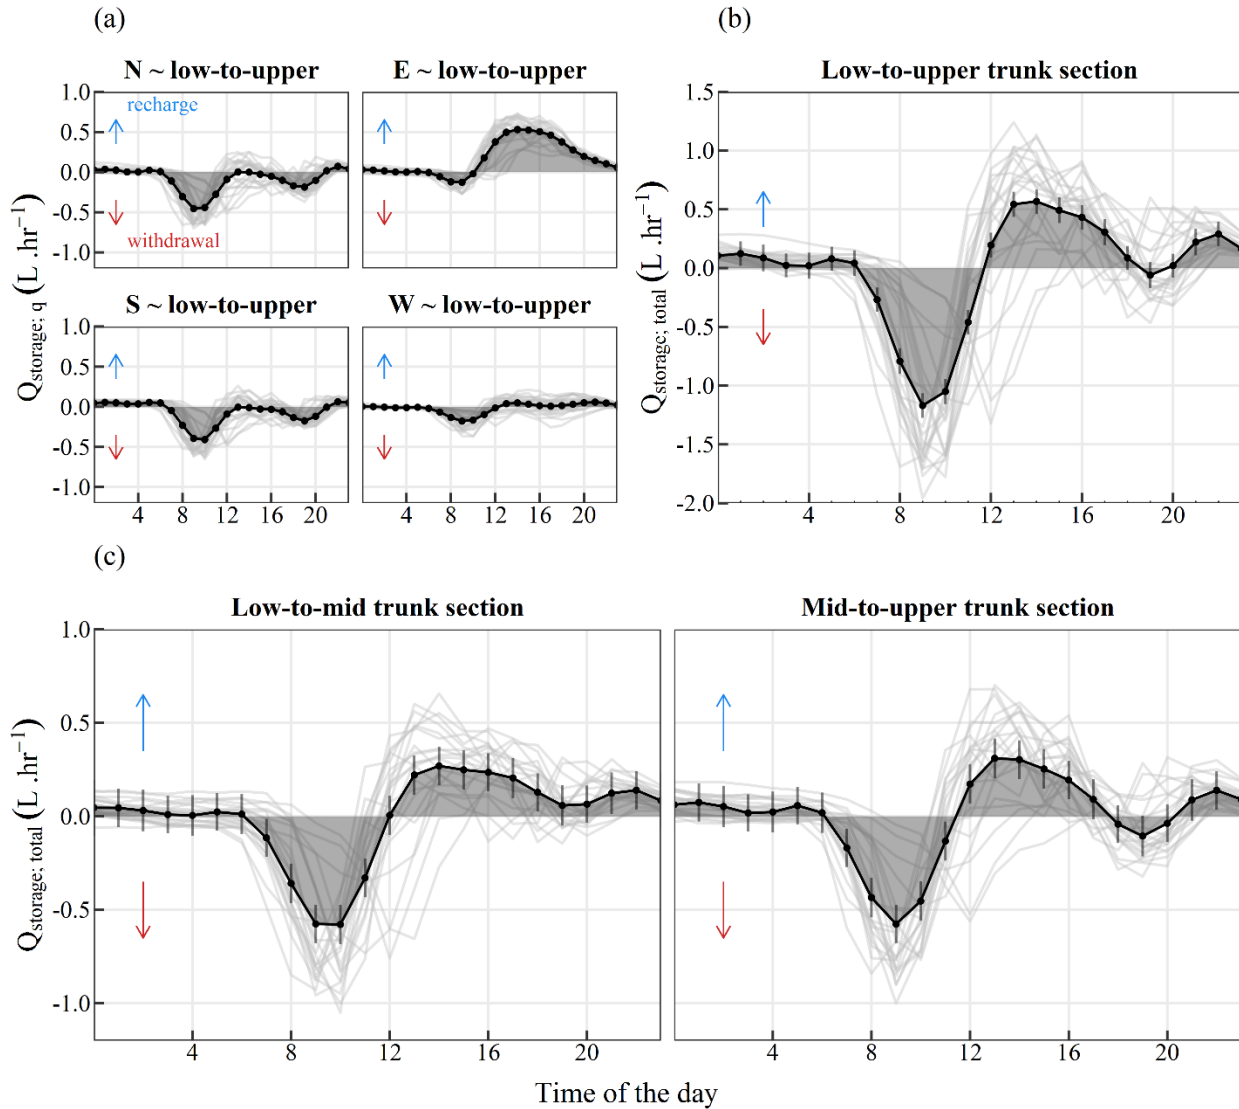 (a)
(b)
N ~ low-to-upper
E ~ low-to-upper
Low-to-upper trunk section
1.0
0.5
0.0
-0.5
-1.0
recharge
withdrawal
S ~ low-to-upper
W ~ low-to-upper
1.0
0.5
0.0
-0.5
-1.0
4 8 12 16 20
4 8 12 16 20
Qstorage; q (L .hr−1)
1.5
1.0
0.5
0.0
-0.5
-1.0
-1.5
-2.0
4 8 12 16 20
Qstorage; total (L .hr−1)
(c)
Low-to-mid trunk section
Mid-to-upper trunk section
1.0
0.5
0.0
-0.5
-1.0
4 8 12 16 20
4 8 12 16 20
Qstorage; total (L .hr−1)
Time of the day